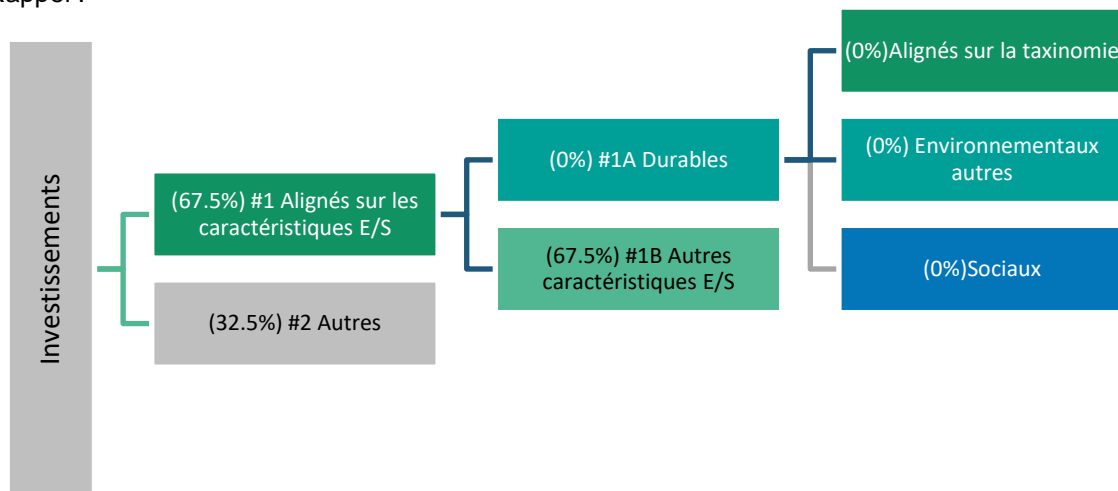 Investissements
(67.5%) #1 Alignés sur les
caractéristiques E/S
(32.5%) #2 Autres
(0%) #1A Durables
(67.5%) #1B Autres
caractéristiques E/S
(0%)Alignés sur la taxinomie
(0%) Environnementaux
autres
(0%)Sociaux